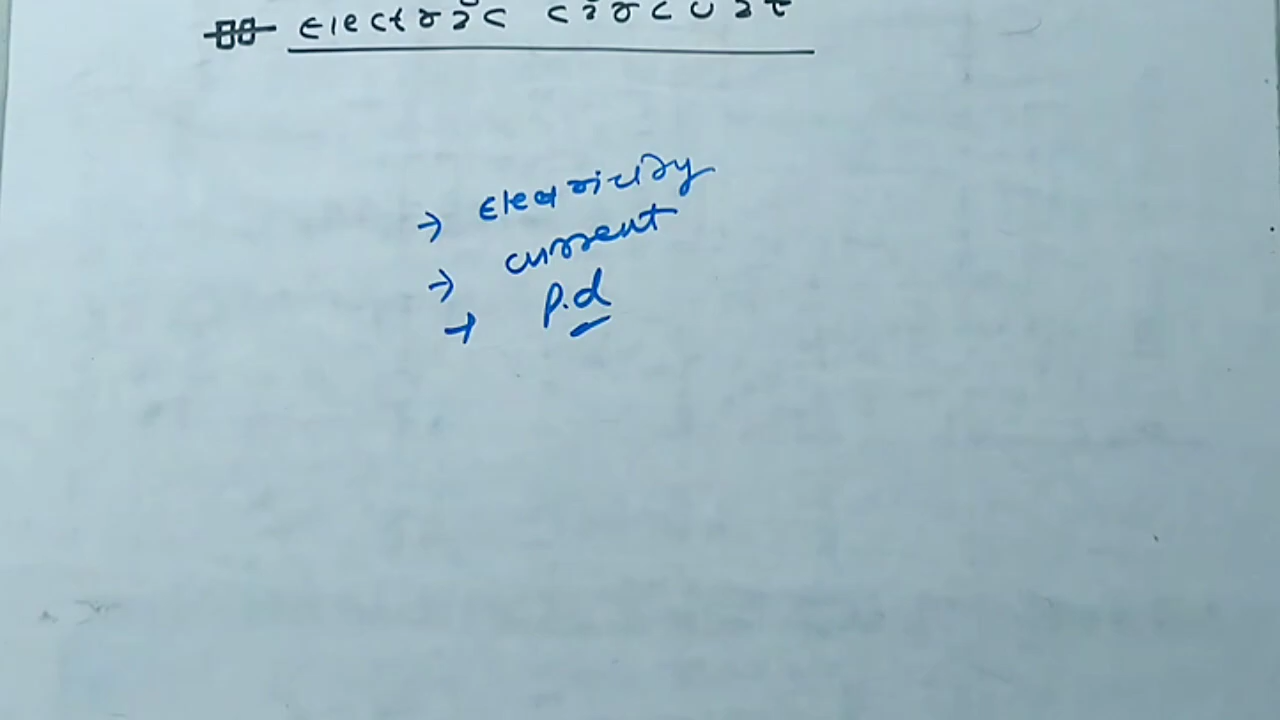 Electric circuit
→ Electricity
→ current
→ P.d